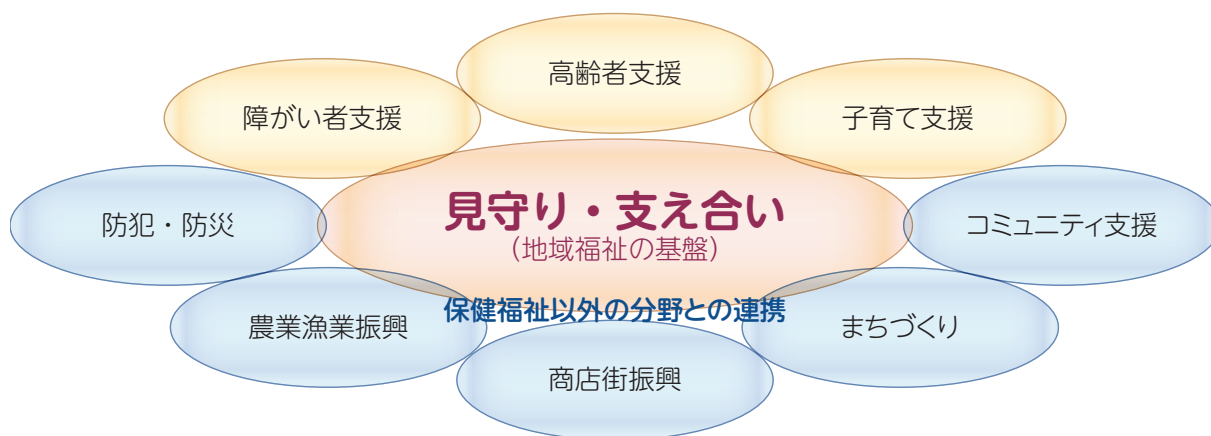 高齢者支援
障がい者支援
子育て支援
防犯・防災
見守り・支え合い
(地域福祉の基盤)
コミュニティ支援
保健福祉以外の分野との連携
農業漁業振興
まちづくり
商店街振興